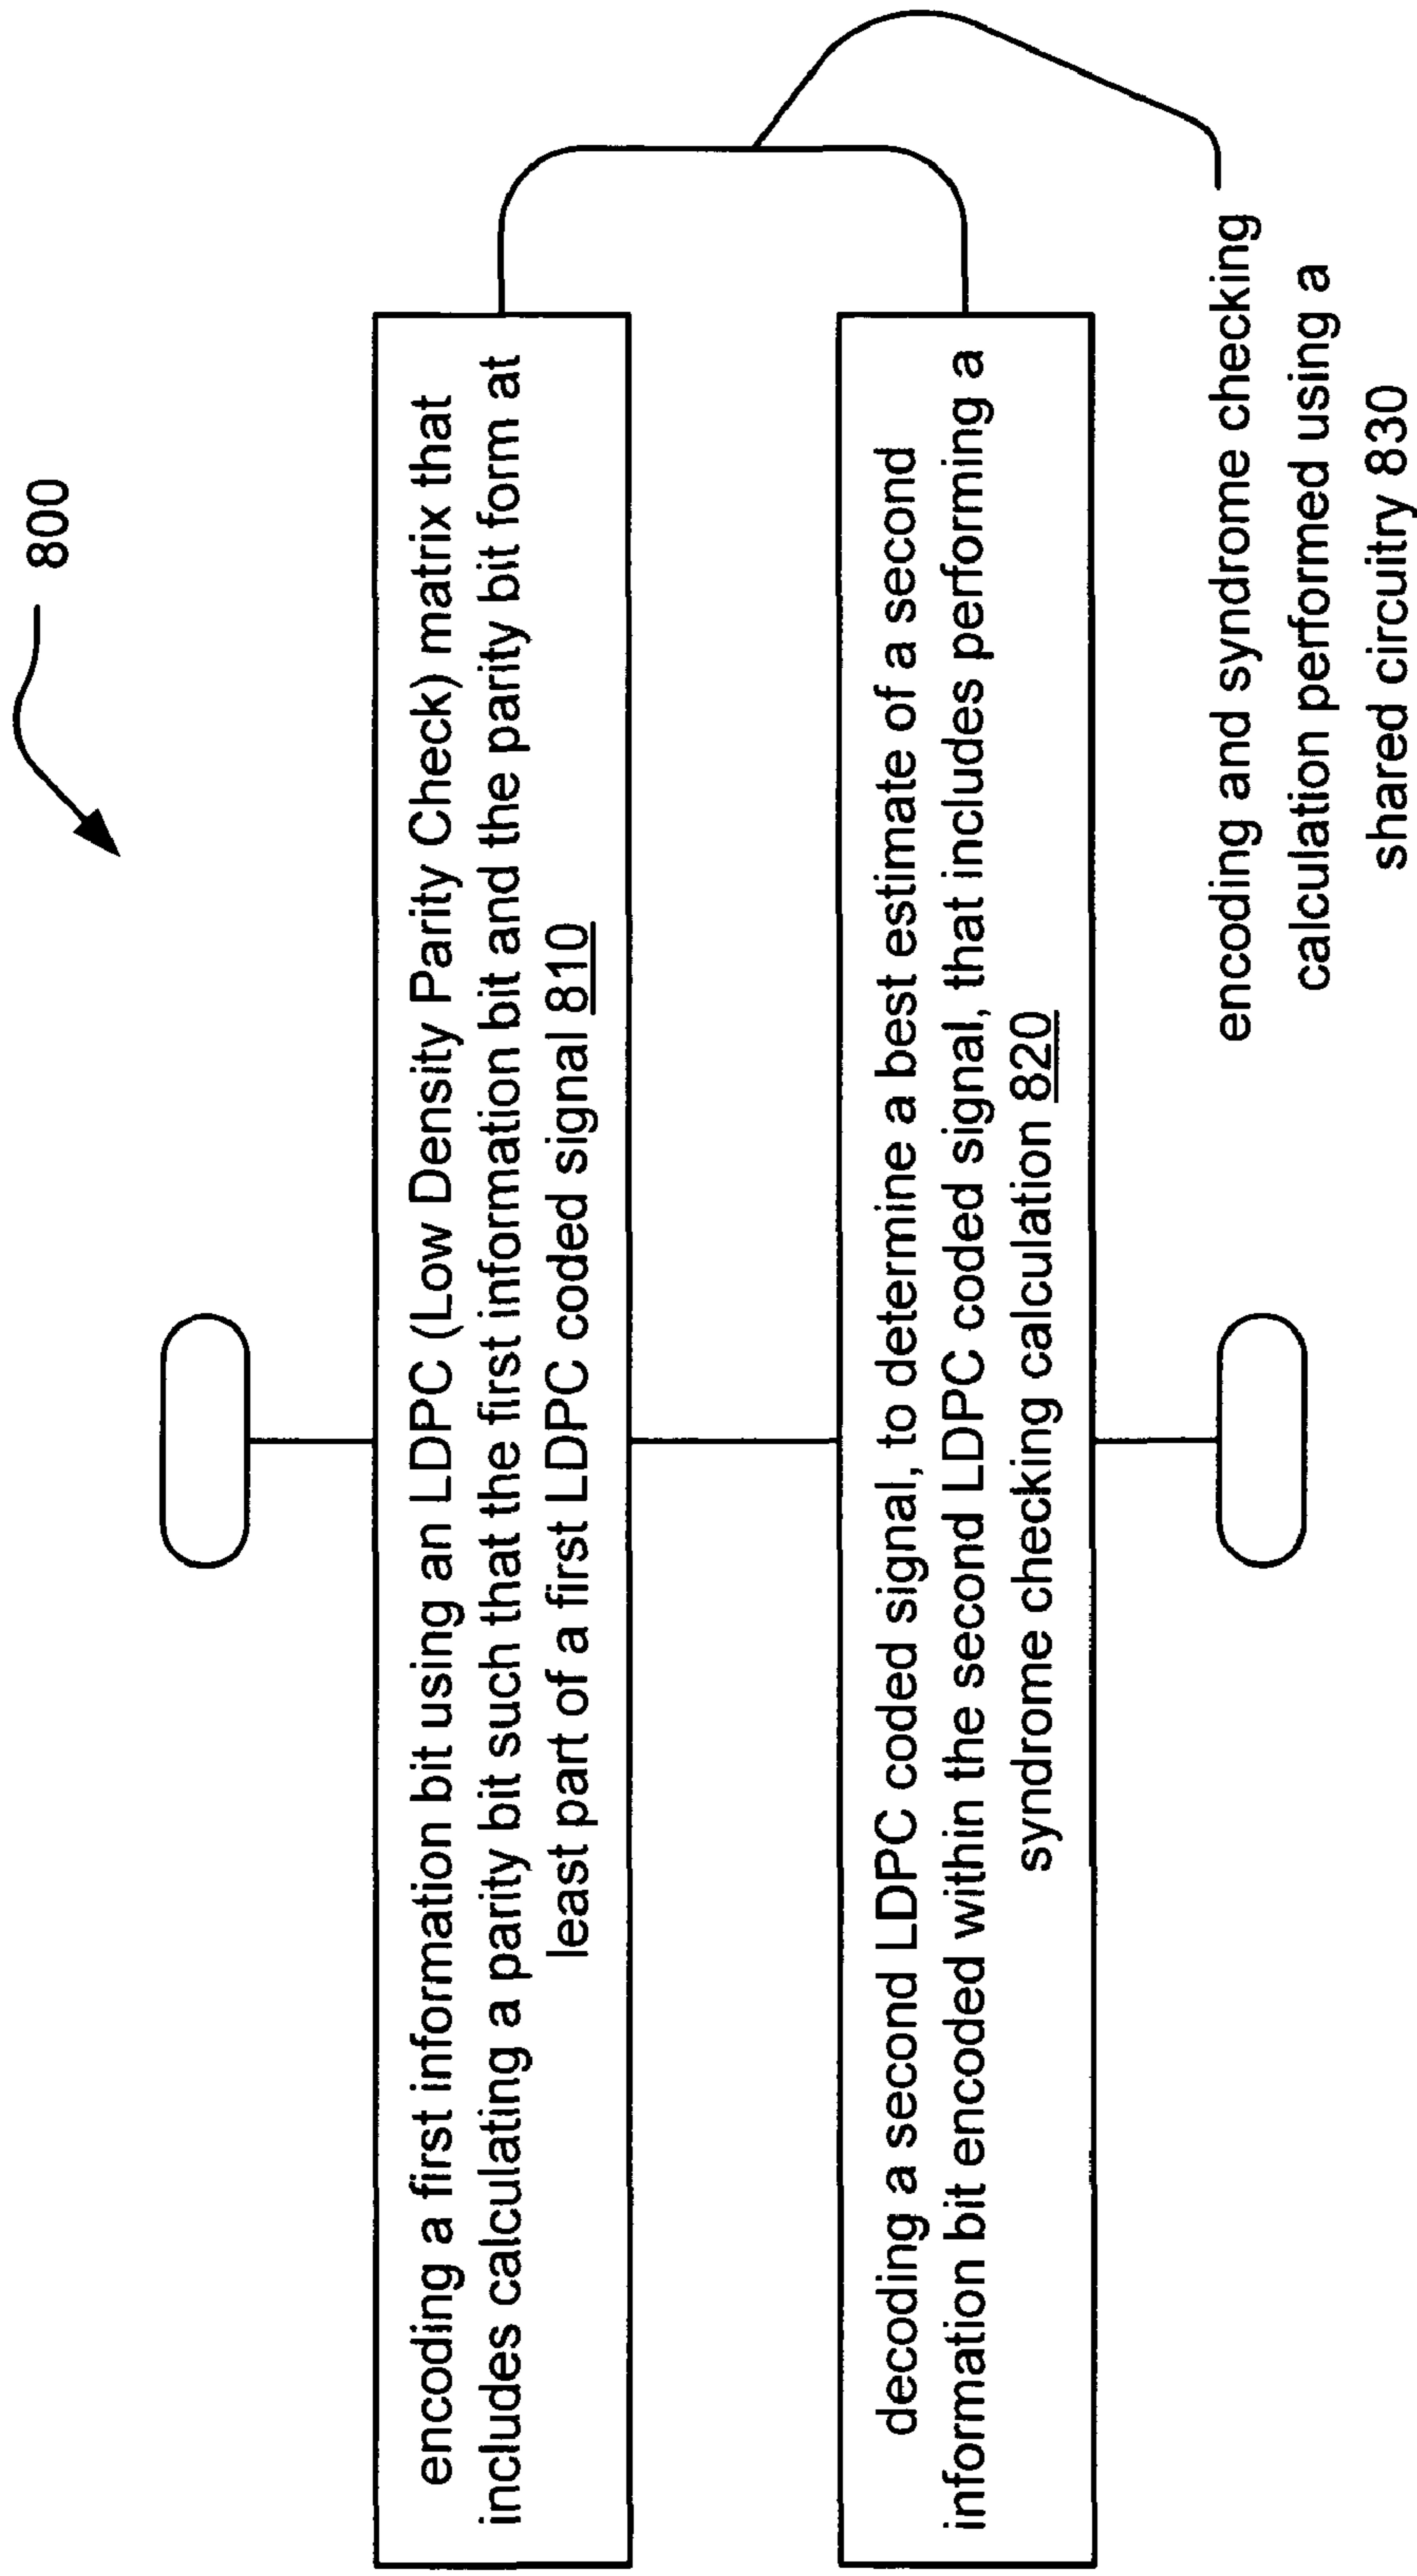 800
encoding a first information bit using an LDPC (Low Density Parity Check) matrix that
includes calculating a parity bit such that the first information bit and the parity bit form at
least part of a first LDPC coded signal 810
decoding a second LDPC coded signal, to determine a best estimate of a second
information bit encoded within the second LDPC coded signal, that includes performing a
syndrome checking calculation 820
encoding and syndrome checking
calculation performed using a
shared circuitry 830